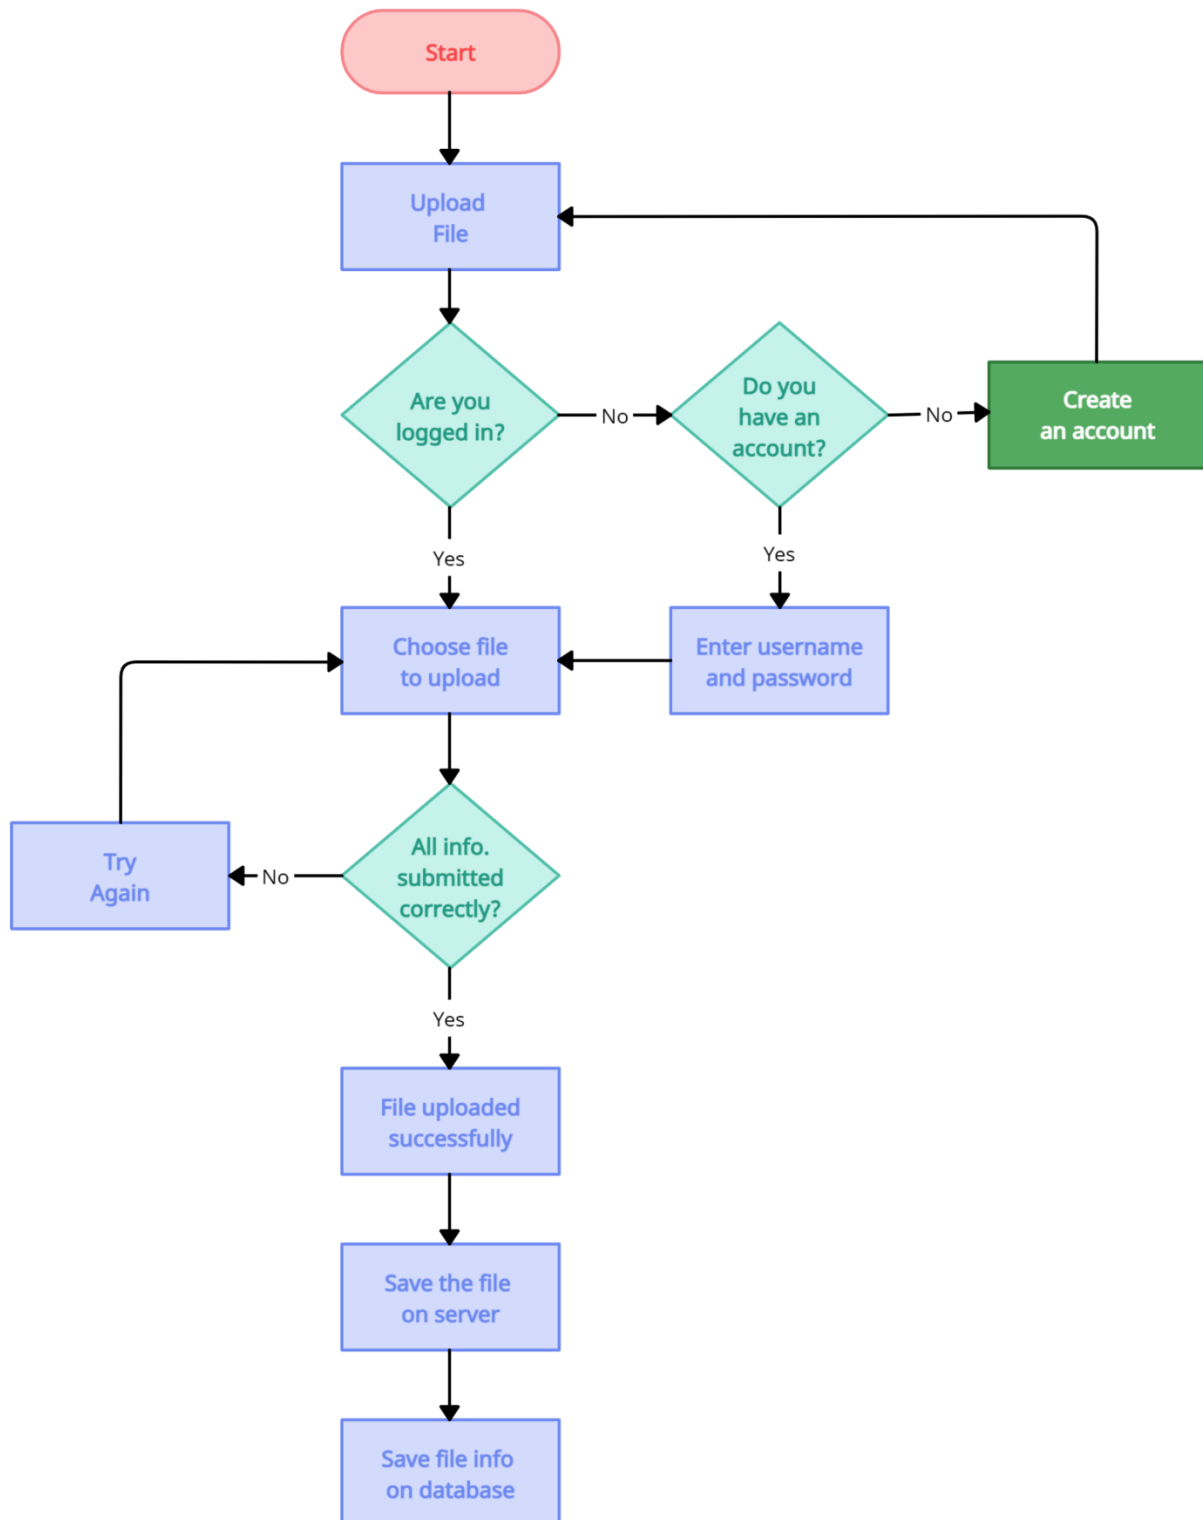 Start
Upload
File
Are you
logged in?
No
Do you
have an
account?
No
Create
an account
Yes
Yes
Choose file
to upload
Enter username
and password
All info.
submitted
correctly?
No
Try
Again
Yes
File uploaded
successfully
Save the file
on server
Save file info
on database